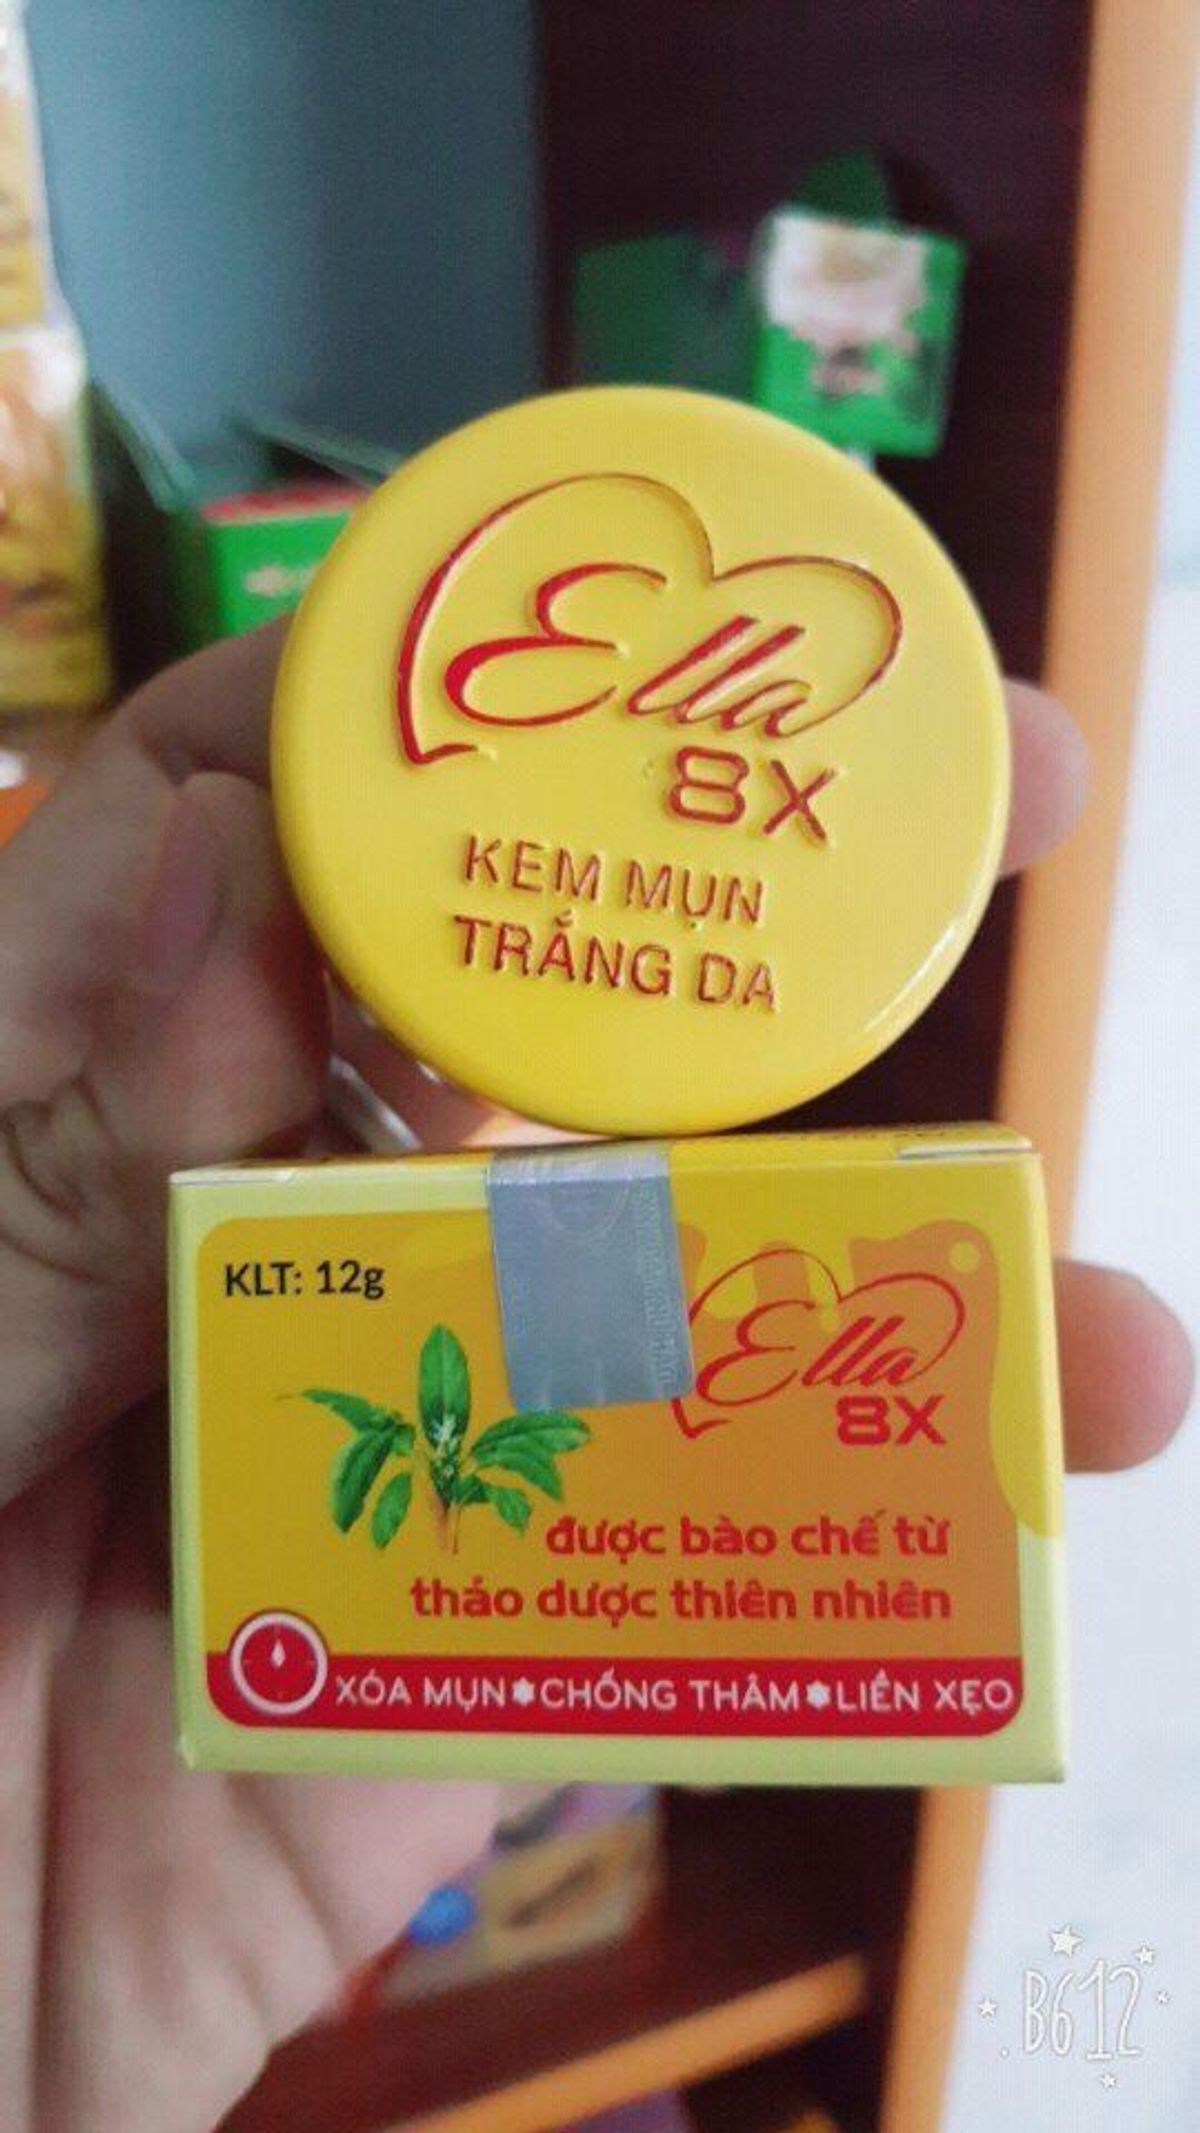 Ella
8X
KEM MỤN
TRẮNG DA
KLT: 12g
Ella
8X
được bào chế từ
thảo dược thiên nhiên
XÓA MỤN*CHỐNG THÂM*LIỀN XẸO
B612